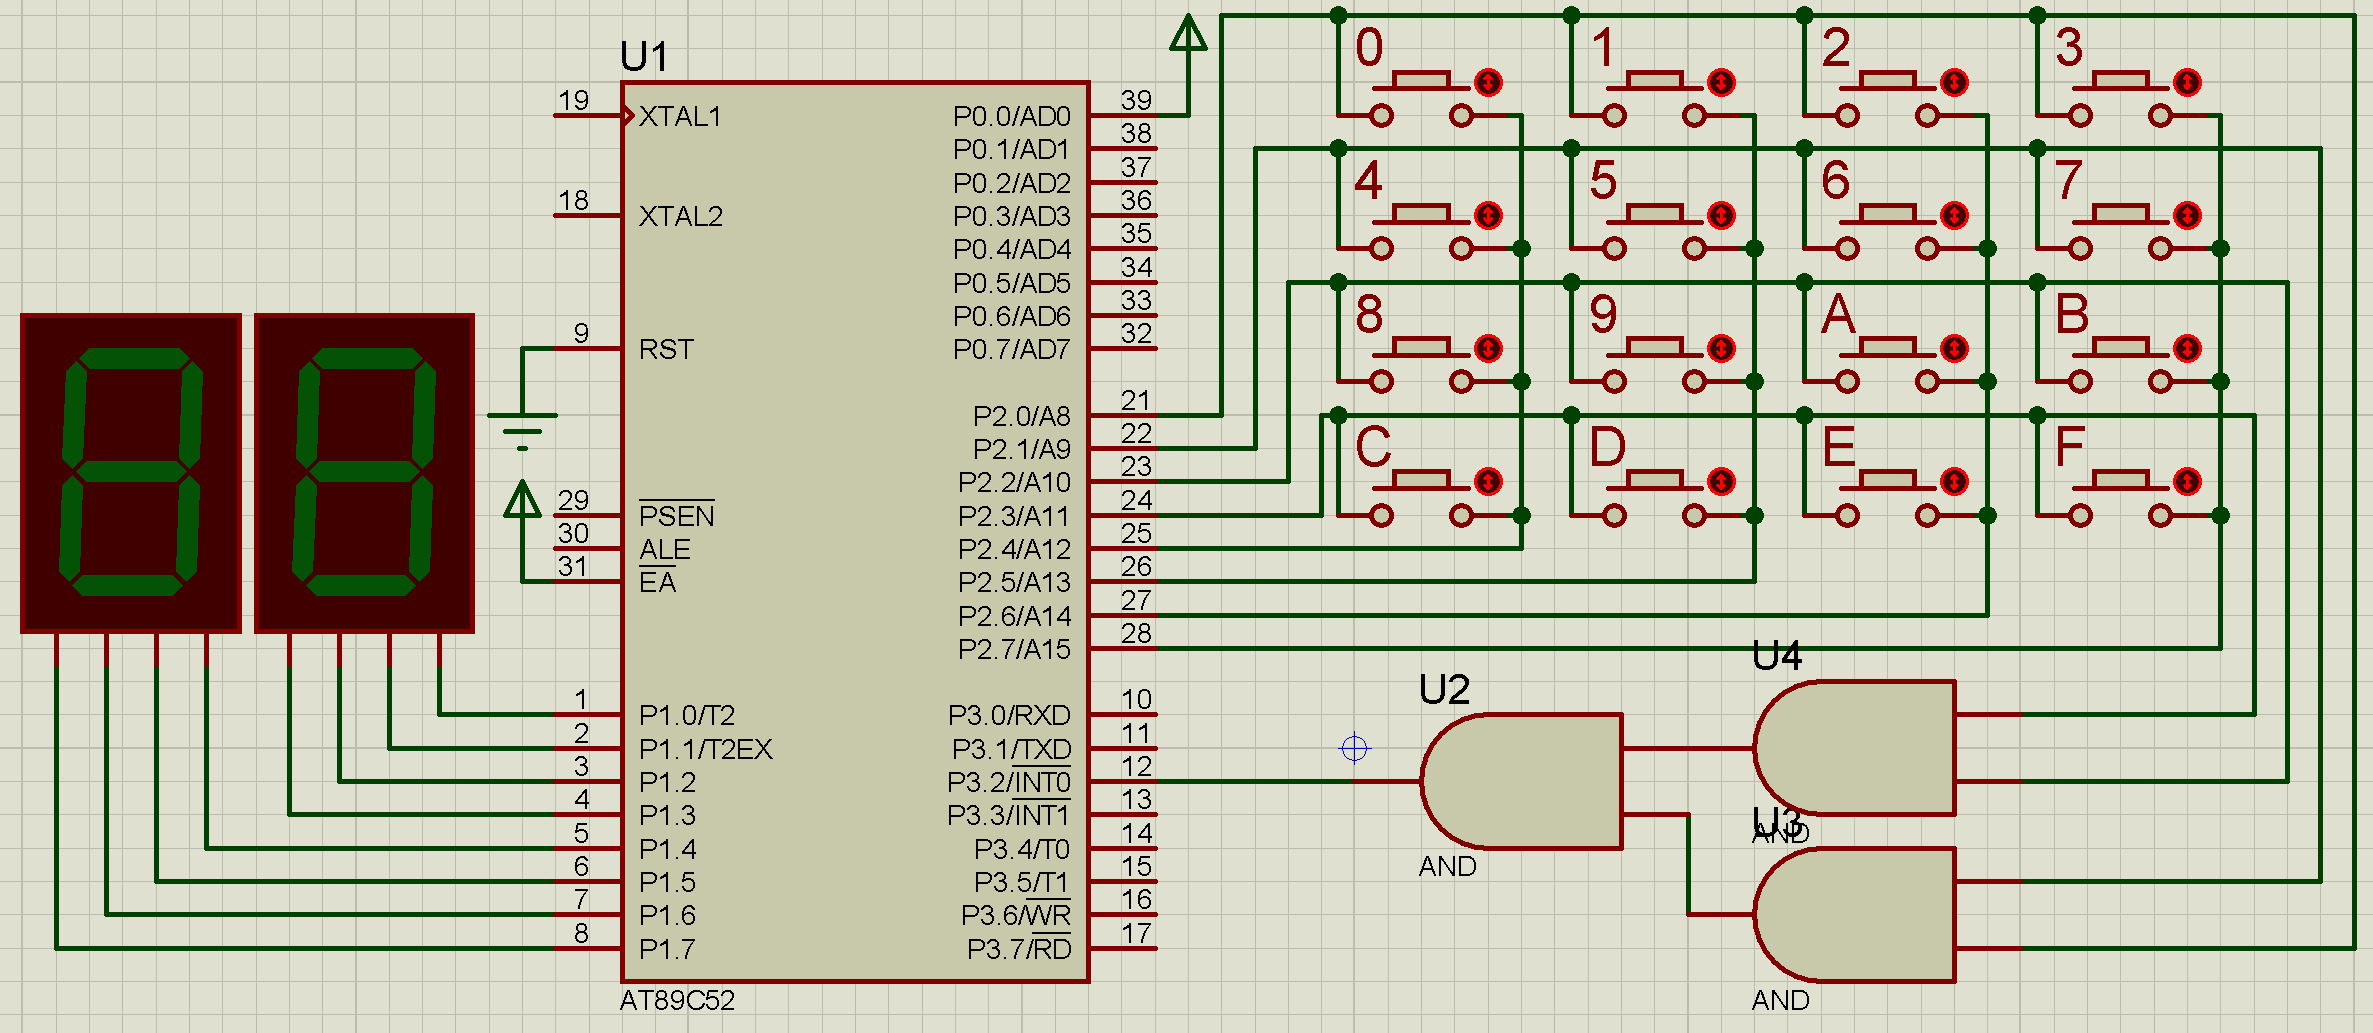 U1
19 XTAL1
18 XTAL2
9 RST
29 PSEN
30 ALE
31 EA
1 P1.0/T2
2 P1.1/T2EX
3 P1.2
4 P1.3
5 P1.4
6 P1.5
7 P1.6
8 P1.7
P0.0/AD0 39
P0.1/AD1 38
P0.2/AD2 37
P0.3/AD3 36
P0.4/AD4 35
P0.5/AD5 34
P0.6/AD6 33
P0.7/AD7 32
P2.0/A8 21
P2.1/A9 22
P2.2/A10 23
P2.3/A11 24
P2.4/A12 25
P2.5/A13 26
P2.6/A14 27
P2.7/A15 28
P3.0/RXD 10
P3.1/TXD 11
P3.2/INT0 12
P3.3/INT1 13
P3.4/T0 14
P3.5/T1 15
P3.6/WR 16
P3.7/RD 17
AT89C52
0 1 2 3
4 5 6 7
8 9 A B
C D E F
U2
AND
U4
AND
U3
AND